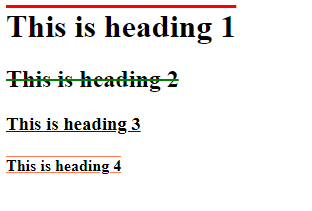 This is heading 1
This is heading 2
This is heading 3
This is heading 4